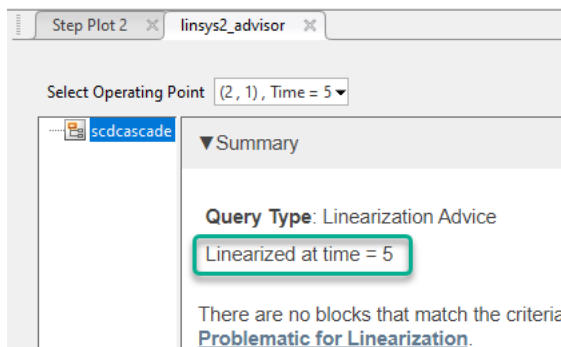 Step Plot 2
linsys2_advisor
Select Operating Point (2, 1), Time = 5
scdcascade
Summary
Query Type: Linearization Advice
Linearized at time = 5
There are no blocks that match the criteria
Problematic for Linearization.